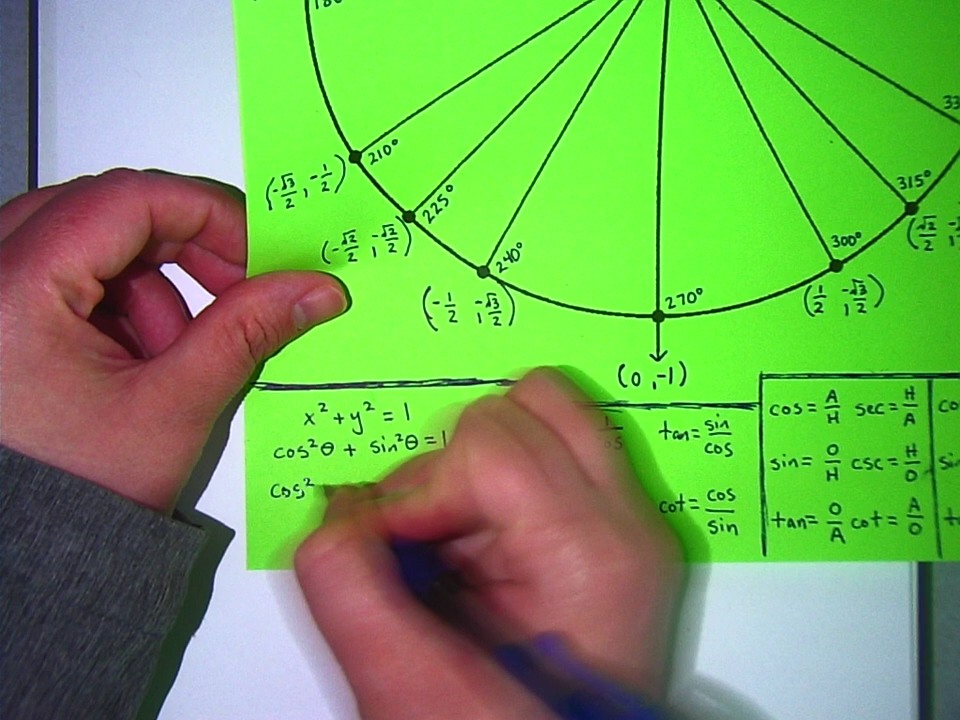 210°
(-√3/2, -1/2)
225°
(-√2/2, -√2/2)
240°
(-1/2, -√3/2)
270°
(0, -1)
300°
(1/2, -√3/2)
315°
x² + y² = 1
cos²θ + sin²θ = 1
cos²
tan = sin/cos
cot = cos/sin
cos = A/H sec = H/A
sin = O/H csc = H/O
tan = O/A cot = A/O